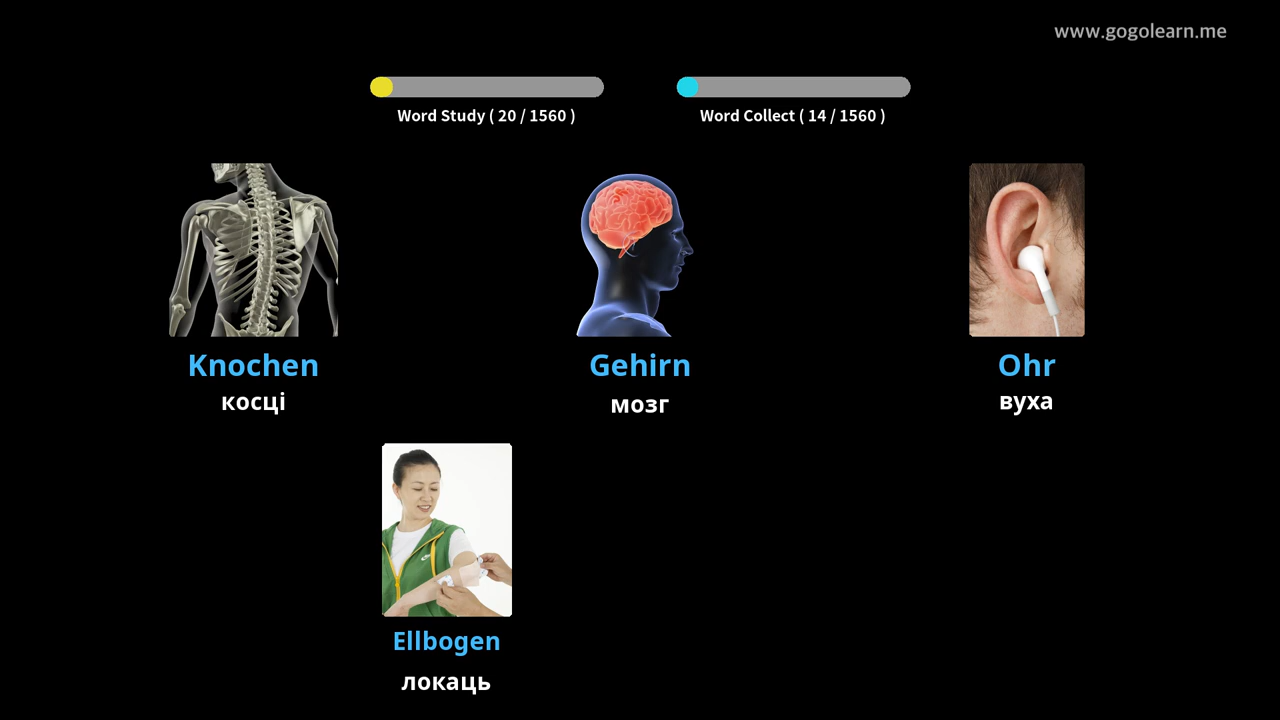 www.gogolearn.me
Word Study ( 20 / 1560 )
Word Collect ( 14 / 1560 )
Knochen
косці
Gehirn
мозг
Ohr
вуха
Ellbogen
локаць